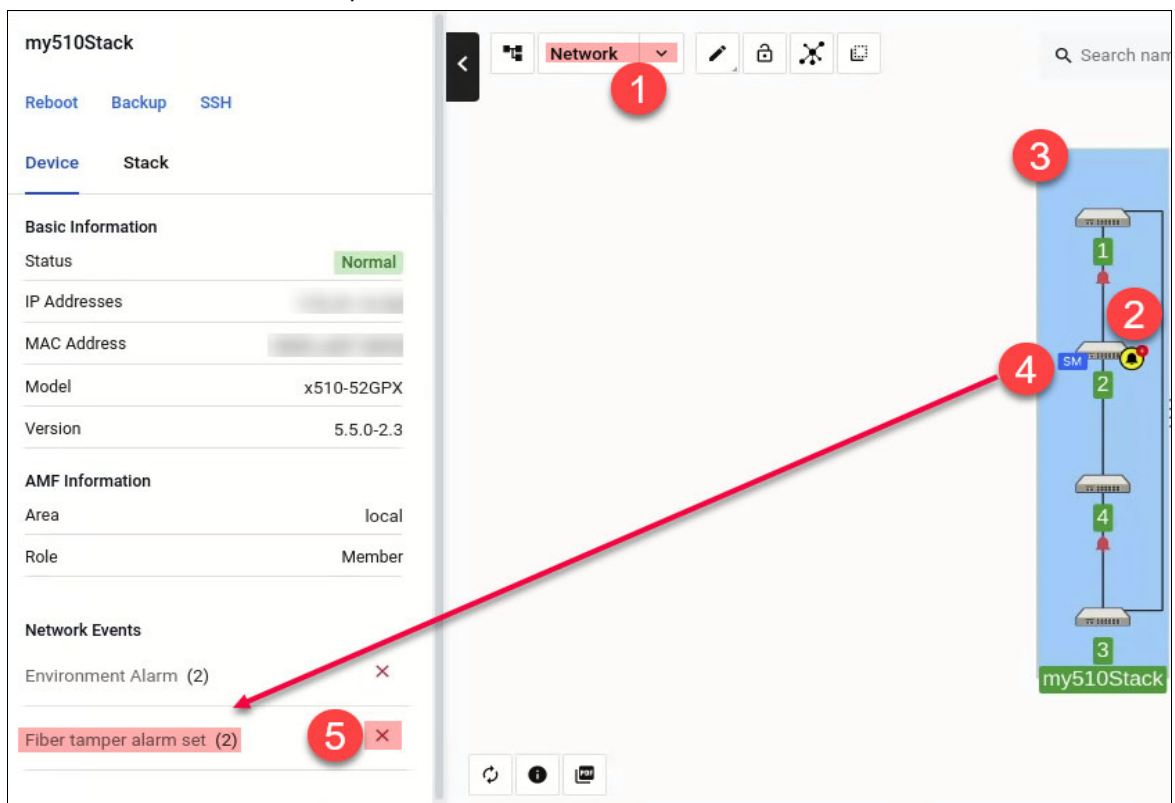 my510Stack
Reboot Backup SSH
Device Stack
Basic Information
Status Normal
IP Addresses
MAC Address
Model x510-52GPX
Version 5.5.0-2.3
AMF Information
Area local
Role Member
Network Events
Environment Alarm (2)
Fiber tamper alarm set (2)
5
Network
1
Search nam
3
1
2
4
SM
2
4
3
my510Stack
PDF